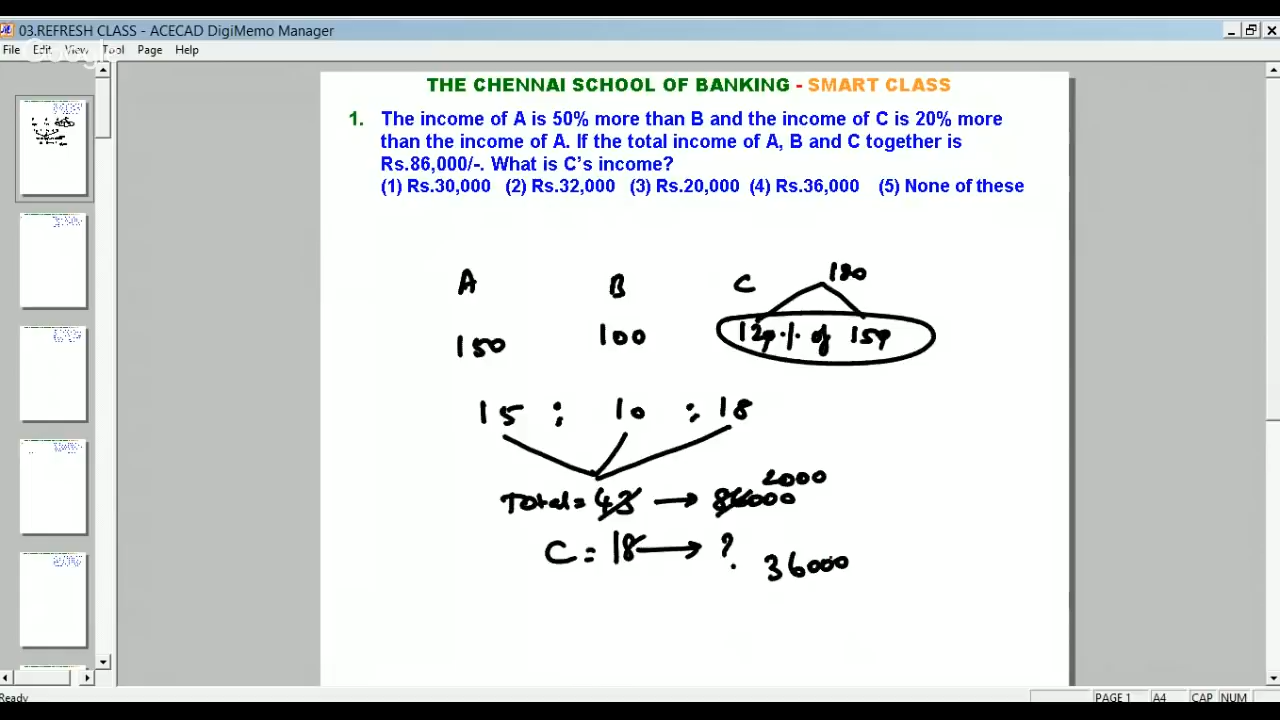 03.REFRESH CLASS - ACECAD DigiMemo Manager
File Edit View Tool Page Help
Google
THE CHENNAI SCHOOL OF BANKING - SMART CLASS
1. The income of A is 50% more than B and the income of C is 20% more
than the income of A. If the total income of A, B and C together is
Rs.86,000/-. What is C's income?
(1) Rs.30,000 (2) Rs.32,000 (3) Rs.20,000 (4) Rs.36,000 (5) None of these
A B C 180
150 100 120% of 150
15 : 10 : 18
2000
Total = 43 → 86000
C = 18 → ?
36000
Ready PAGE 1 A4 CAP NUM